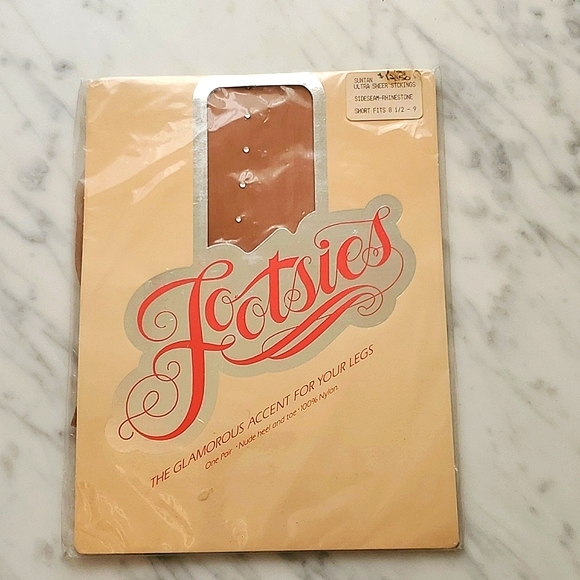 SUNTAN
ULTRA SHEER STOKINGS
SIDESEAM-RHINESTONE
SHORT FITS 8 1/2 - 9
Footsies
THE GLAMOROUS ACCENT FOR YOUR LEGS
One Pair • Nude heel and toe • 100% Nylon.